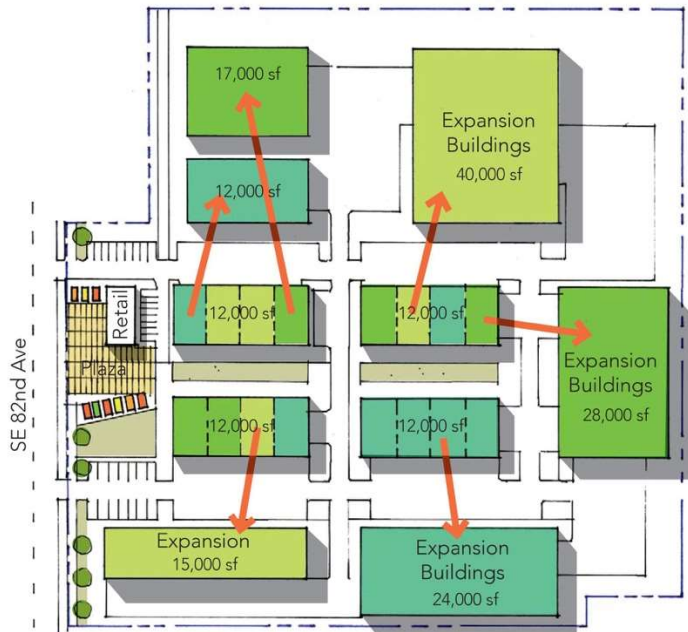 17,000 sf
12,000 sf
Expansion
Buildings
40,000 sf
SE 82nd Ave
Retail
Plaza
12,000 sf
12,000 sf
Expansion
Buildings
28,000 sf
12,000 sf
12,000 sf
Expansion
15,000 sf
Expansion
Buildings
24,000 sf